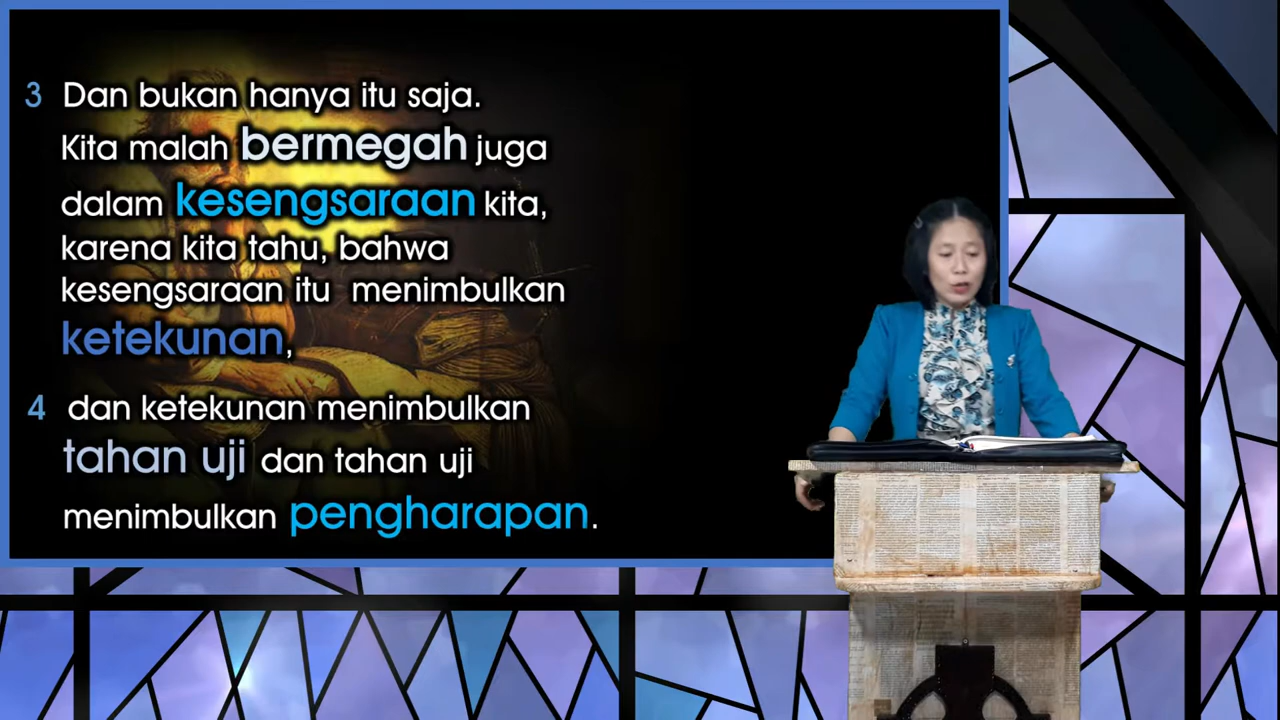 3 Dan bukan hanya itu saja.
Kita malah bermegah juga
dalam kesengsaraan kita,
karena kita tahu, bahwa
kesengsaraan itu menimbulkan
ketekunan,
4 dan ketekunan menimbulkan
tahan uji dan tahan uji
menimbulkan pengharapan.